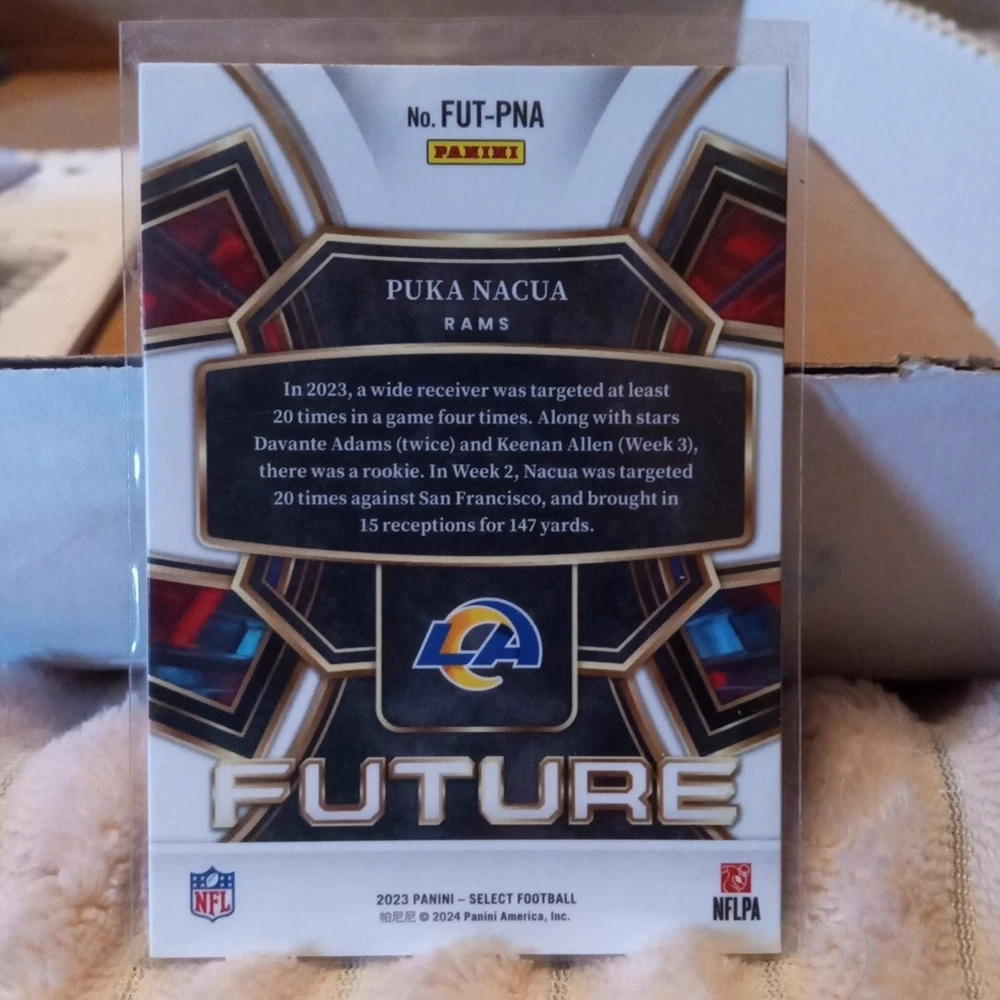 No. FUT-PNA
PANINI
PUKA NACUA
RAMS
In 2023, a wide receiver was targeted at least
20 times in a game four times. Along with stars
Davante Adams (twice) and Keenan Allen (Week 3),
there was a rookie. In Week 2, Nacua was targeted
20 times against San Francisco, and brought in
15 receptions for 147 yards.
LA
FUTURE
NFL
2023 PANINI – SELECT FOOTBALL
帕尼尼 © 2024 Panini America, Inc.
NFLPA